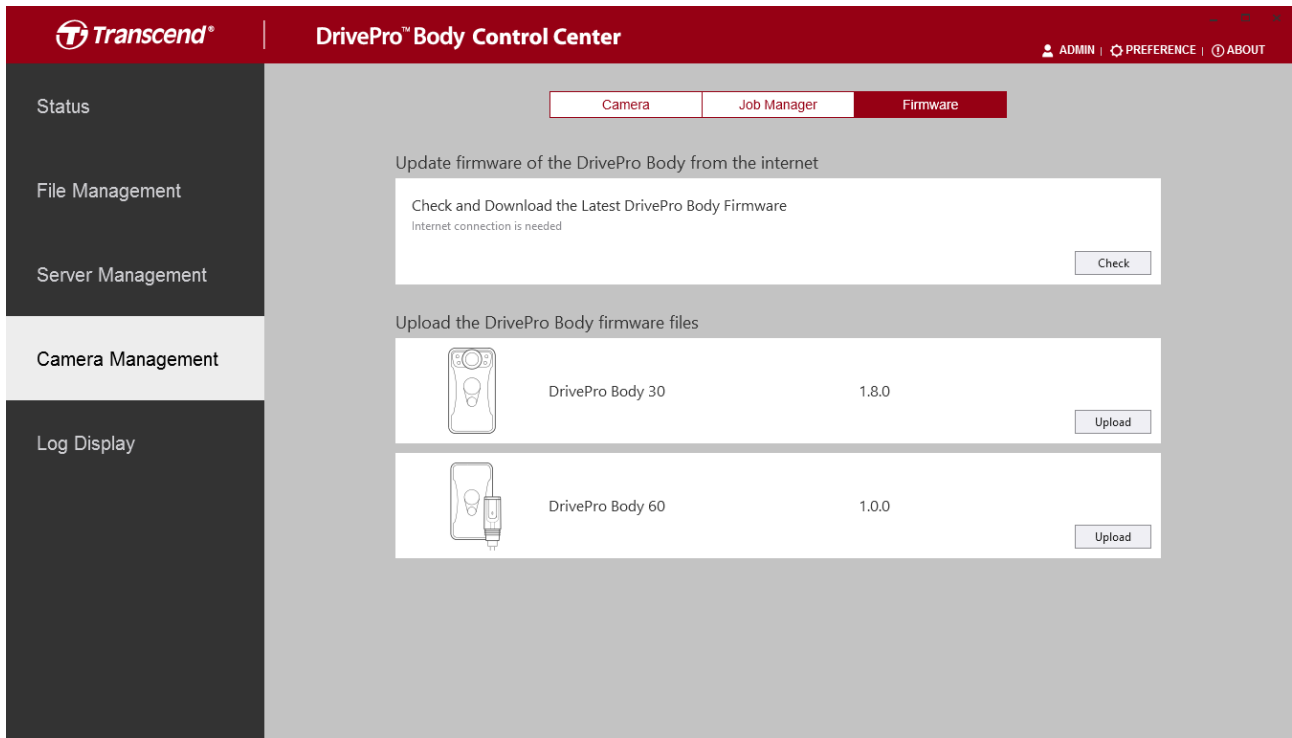 Transcend® DrivePro™ Body Control Center
ADMIN | PREFERENCE | ABOUT
Status
File Management
Server Management
Camera Management
Log Display
Camera Job Manager Firmware
Update firmware of the DrivePro Body from the internet
Check and Download the Latest DrivePro Body Firmware
Internet connection is needed
Check
Upload the DrivePro Body firmware files
DrivePro Body 30 1.8.0
Upload
DrivePro Body 60 1.0.0
Upload